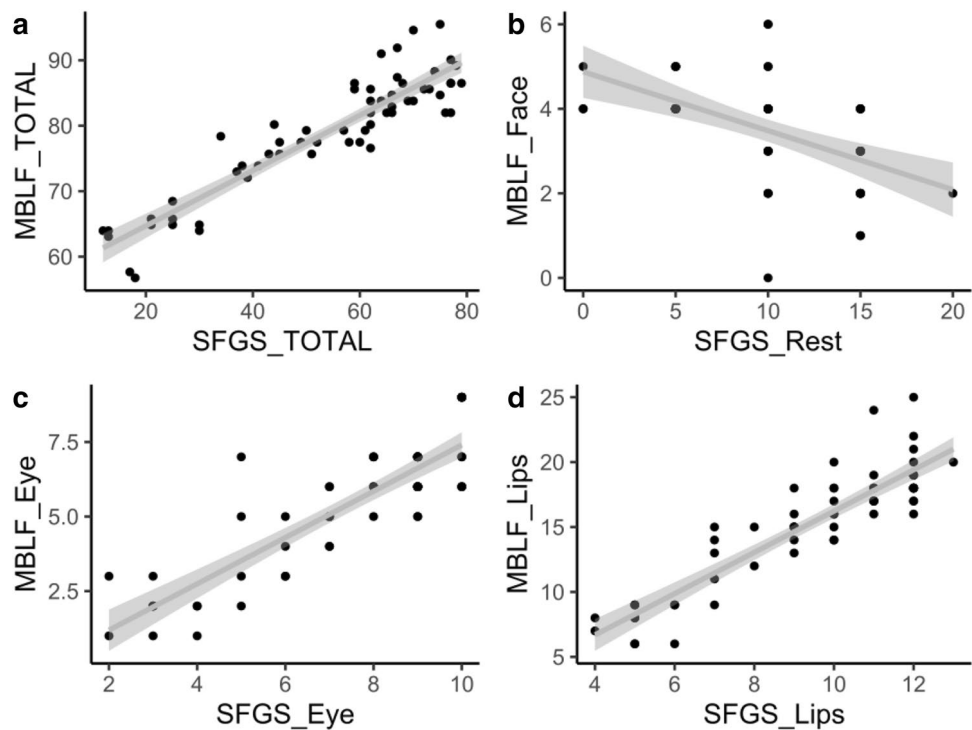 a
MBLF_TOTAL
90
80
70
60
20 40 60 80
SFGS_TOTAL
b
MBLF_Face
6
4
2
0
0 5 10 15 20
SFGS_Rest
c
MBLF_Eye
7.5
5.0
2.5
2 4 6 8 10
SFGS_Eye
d
MBLF_Lips
25
20
15
10
5
4 6 8 10 12
SFGS_Lips